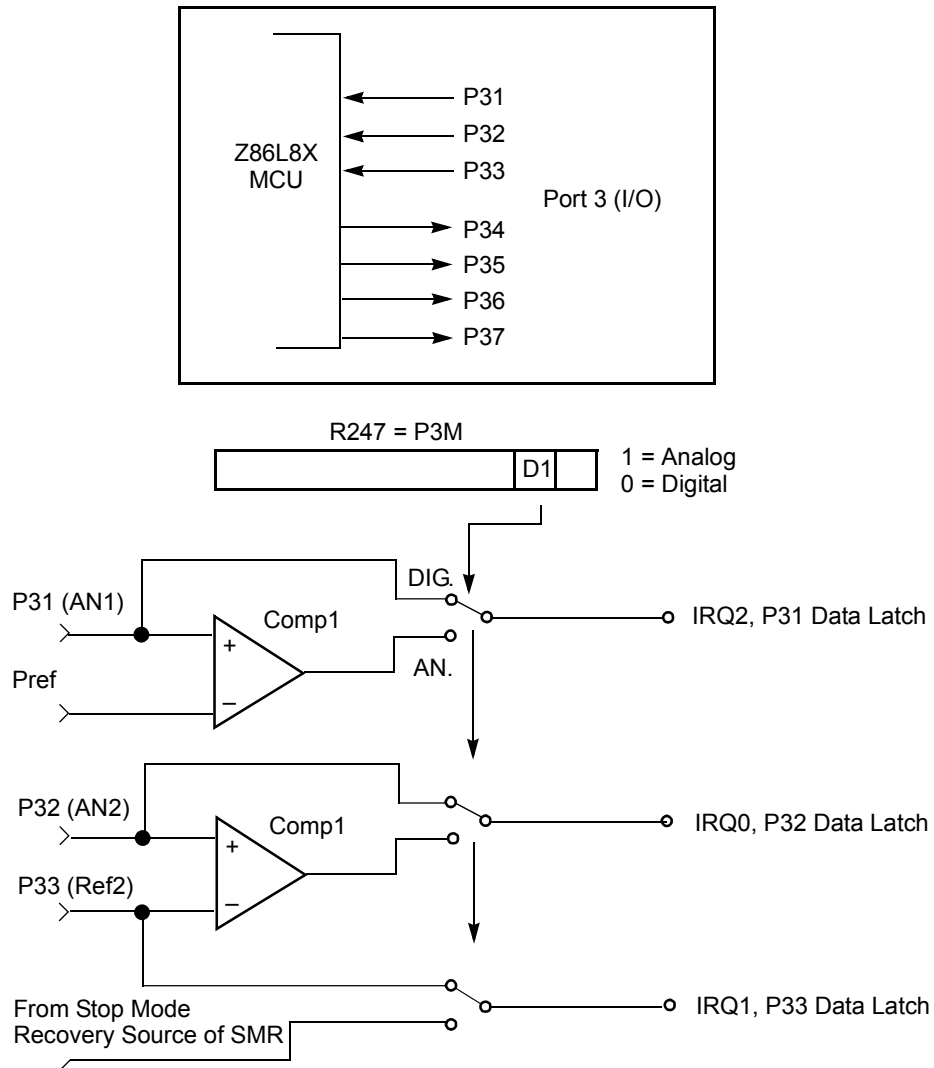 P31
P32
Z86L8X
MCU
P33
Port 3 (I/O)
P34
P35
P36
P37
R247 = P3M
D1
1 = Analog
0 = Digital
DIG.
P31 (AN1)
Comp1
+
IRQ2, P31 Data Latch
AN.
Pref
–
P32 (AN2)
Comp1
+
IRQ0, P32 Data Latch
P33 (Ref2)
–
From Stop Mode
Recovery Source of SMR
IRQ1, P33 Data Latch